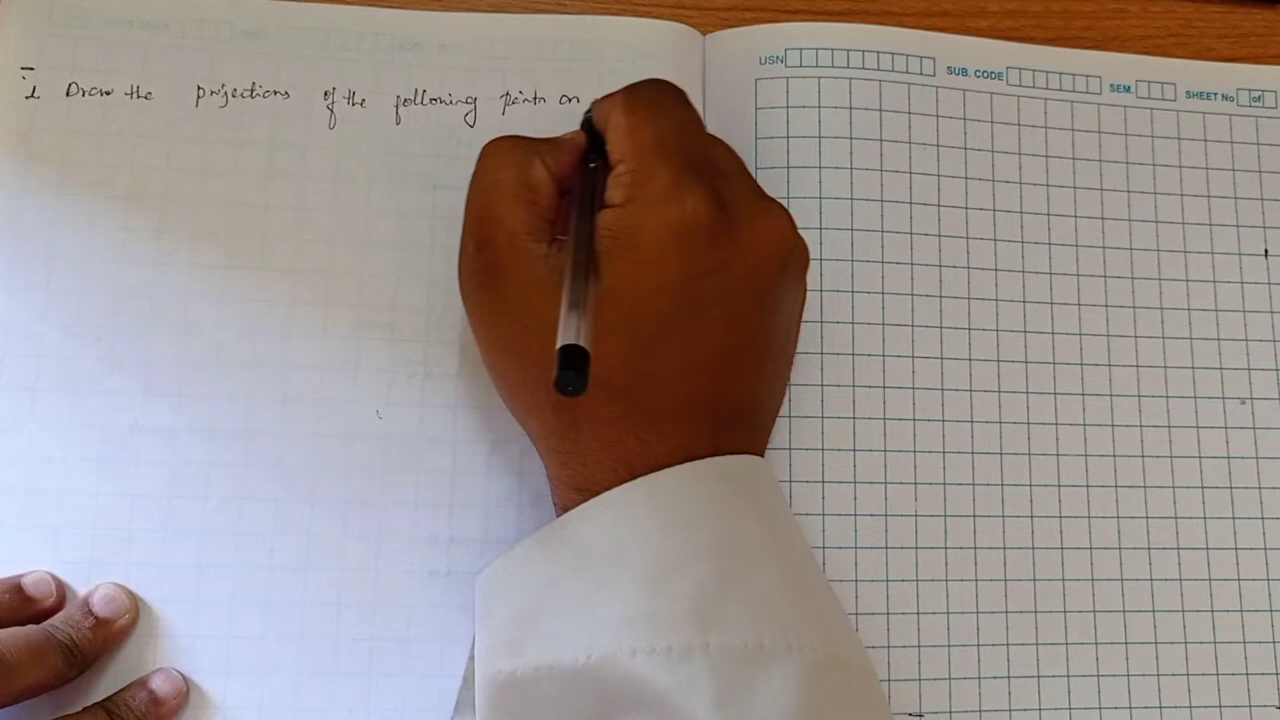 1. Draw the projections of the following points on
USN SUB. CODE SEM. SHEET No of